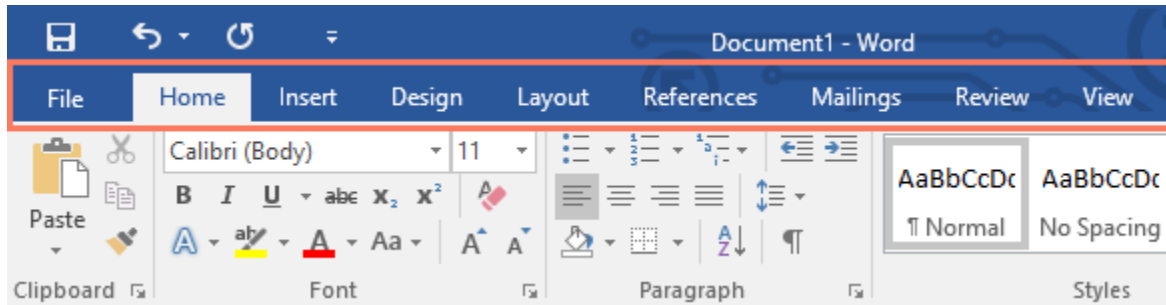 Document1 - Word
File Home Insert Design Layout References Mailings Review View
Calibri (Body) 11
AaBbCcDc AaBbCcDc
B I U abc X₂ X² 
Paste
¶ Normal No Spacing
A aby A Aa A A A Z ¶
Clipboard Font Paragraph Styles